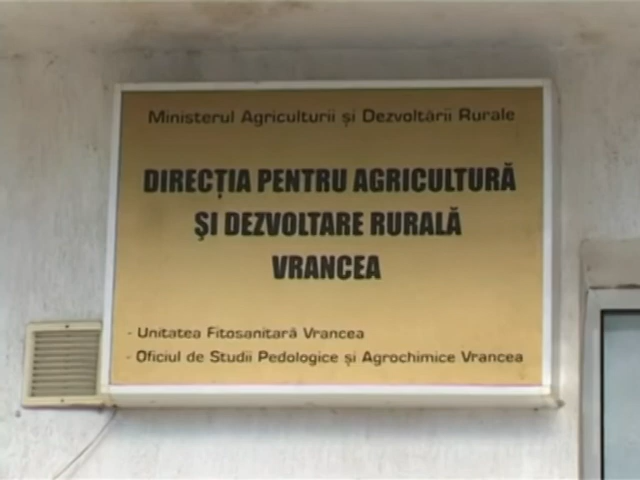 Ministerul Agriculturii și Dezvoltării Rurale
DIRECȚIA PENTRU AGRICULTURĂ
ŞI DEZVOLTARE RURALĂ
VRANCEA
- Unitatea Fitosanitară Vrancea
- Oficiul de Studii Pedologice și Agrochimice Vrancea